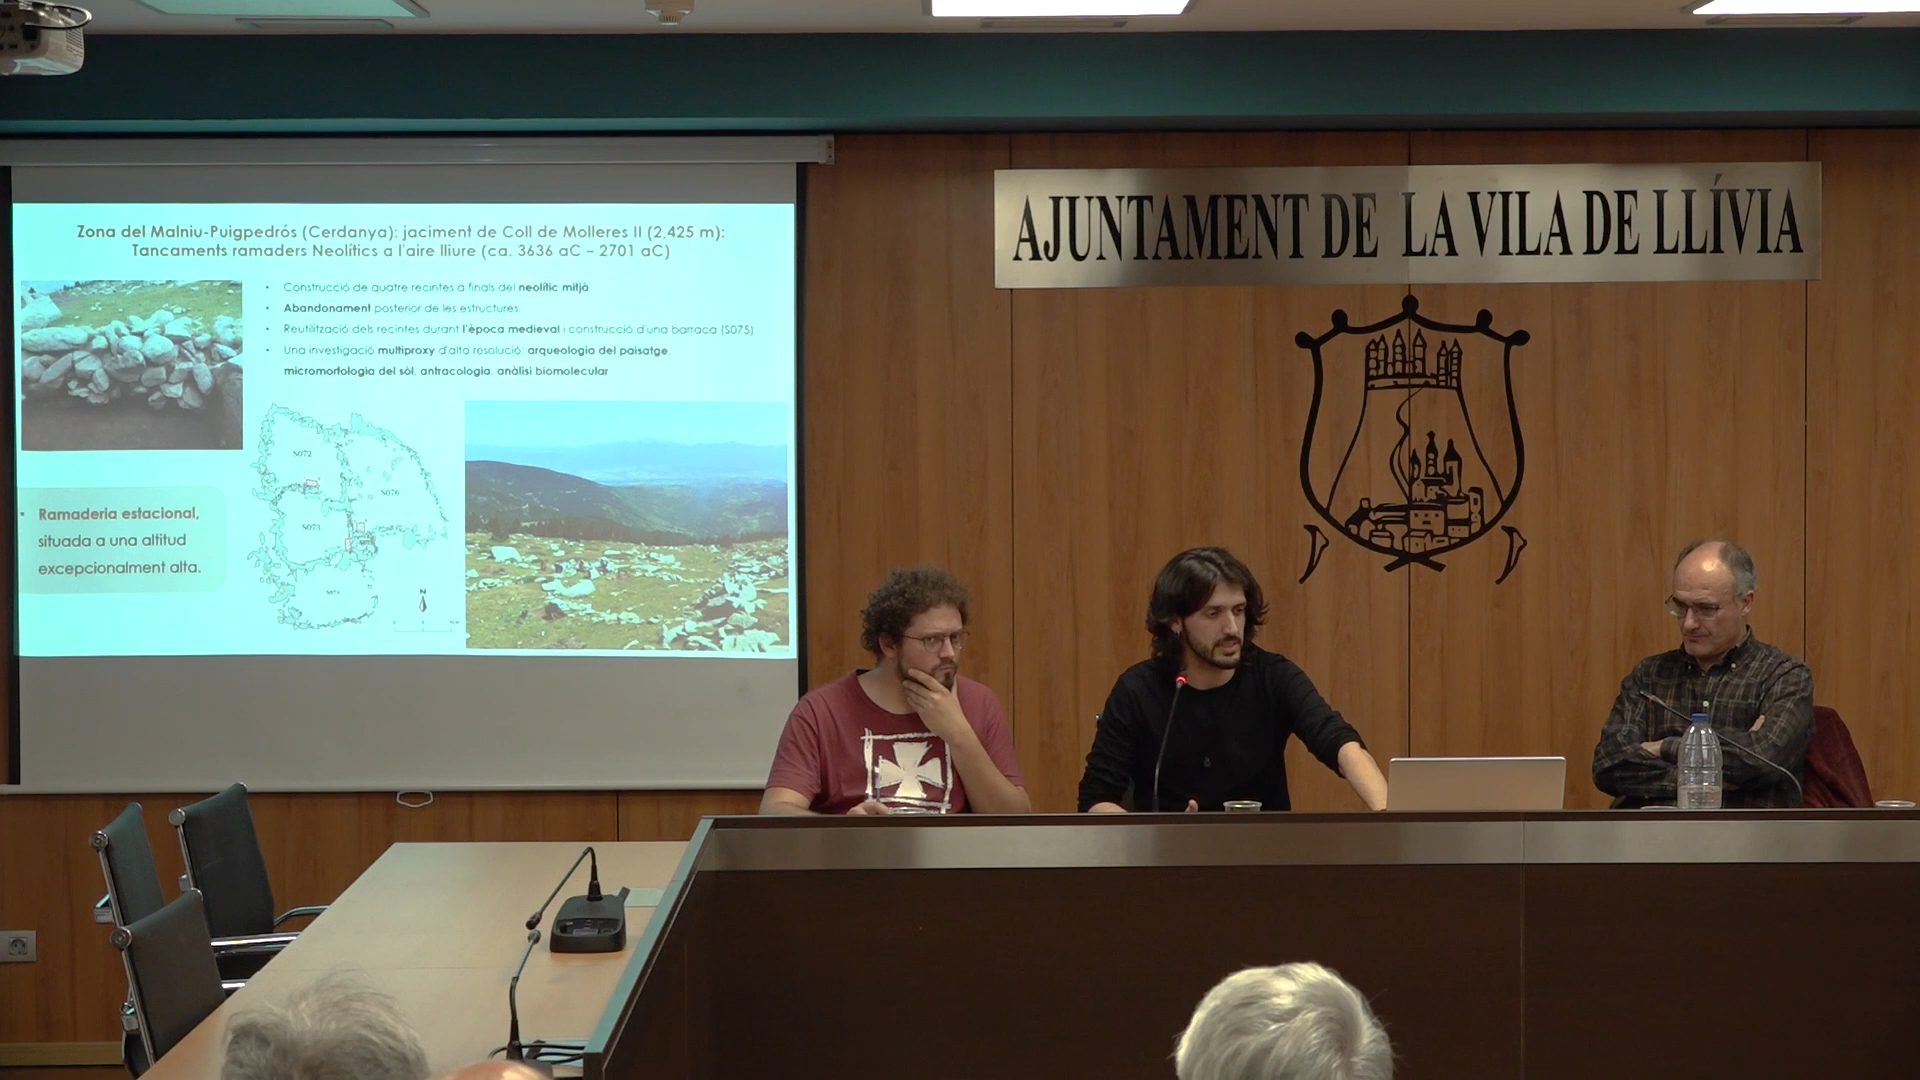 Zona del Malniu-Puigpedrós (Cerdanya): jaciment de Coll de Molleres II (2,425 m):
Tancaments ramaders Neolítics a l'aire lliure (ca. 3636 aC – 2701 aC)
• Construcció de quatre recintes a finals del neolític mitjà
• Abandonament posterior de les estructures
• Reutilització dels recintes durant l'època medieval i construcció d'una barraca (S075)
• Una investigació multiproxy d'alta resolució: arqueologia del paisatge,
micromorfologia del sòl, antracologia, anàlisi biomolecular
S072
S076
S073
S074
N
• Ramaderia estacional,
situada a una altitud
excepcionalment alta.
AJUNTAMENT DE LA VILA DE LLÍVIA